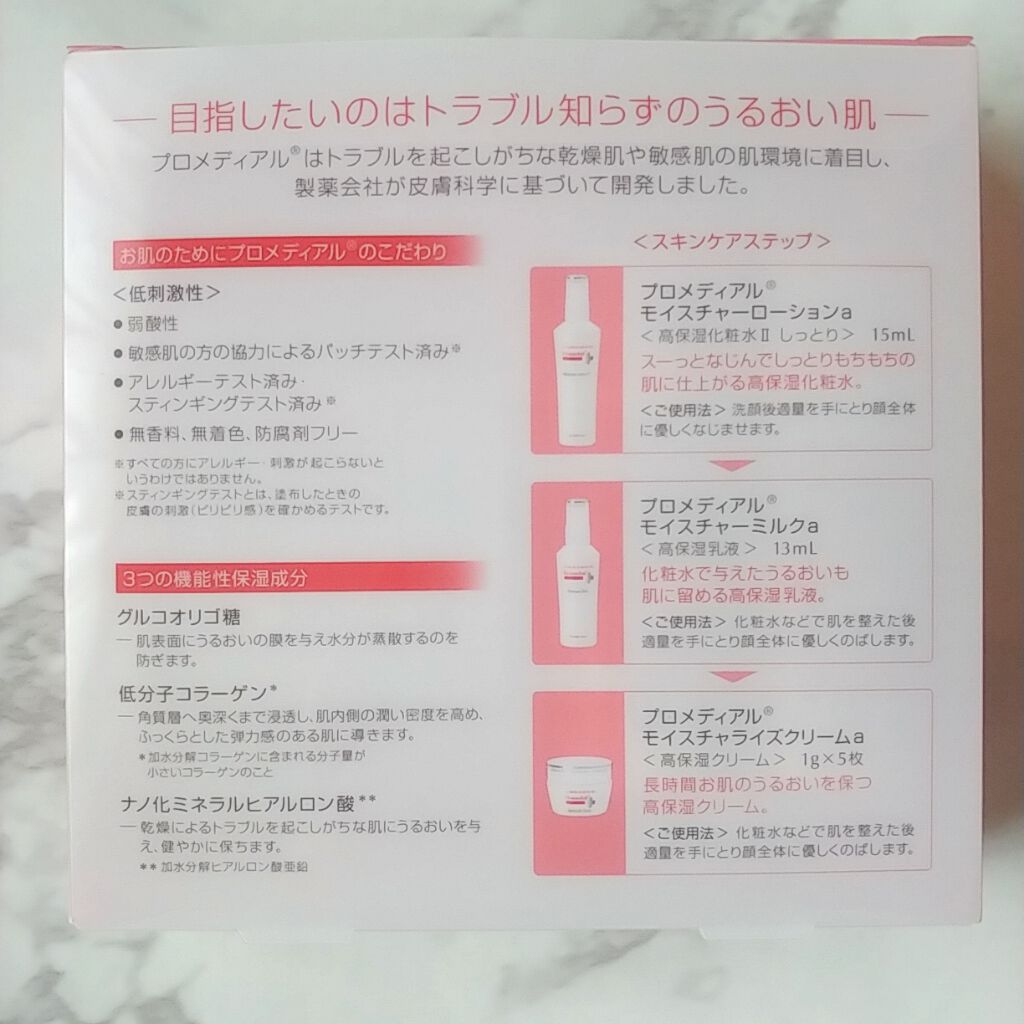 目指したいのはトラブル知らずのうるおい肌
プロメディアル®はトラブルを起こしがちな乾燥肌や敏感肌の肌環境に着目し、
製薬会社が皮膚科学に基づいて開発しました。
お肌のためにプロメディアル®のこだわり
＜低刺激性＞
● 弱酸性
● 敏感肌の方の協力によるパッチテスト済み※
● アレルギーテスト済み・
スティンギングテスト済み※
● 無香料、無着色、防腐剤フリー
※すべての方にアレルギー・刺激が起こらないと
いうわけではありません。
※スティンギングテストとは、塗布したときの
皮膚の刺激(ピリピリ感)を確かめるテストです。
3つの機能性保湿成分
グルコオリゴ糖
― 肌表面にうるおいの膜を与え水分が蒸散するのを
防ぎます。
低分子コラーゲン*
― 角質層へ奥深くまで浸透し、肌内側の潤い密度を高め、
ふっくらとした弾力感のある肌に導きます。
*加水分解コラーゲンに含まれる分子量が
小さいコラーゲンのこと
ナノ化ミネラルヒアルロン酸**
― 乾燥によるトラブルを起こしがちな肌にうるおいを与
え、健やかに保ちます。
**加水分解ヒアルロン酸亜鉛
＜スキンケアステップ＞
プロメディアル®
モイスチャーローションa
＜高保湿化粧水Ⅱ しっとり＞ 15mL
スーっとなじんでしっとりもちもちの
肌に仕上がる高保湿化粧水。
＜ご使用法＞洗顔後適量を手にとり顔全体
に優しくなじませます。
プロメディアル®
モイスチャーミルクa
＜高保湿乳液＞ 13mL
化粧水で与えたうるおいも
肌に留める高保湿乳液。
＜ご使用法＞化粧水などで肌を整えた後
適量を手にとり顔全体に優しくのばします。
プロメディアル®
モイスチャライズクリームa
＜高保湿クリーム＞ 1g×5枚
長時間お肌のうるおいを保つ
高保湿クリーム。
＜ご使用法＞化粧水などで肌を整えた後
適量を手にとり顔全体に優しくのばします。